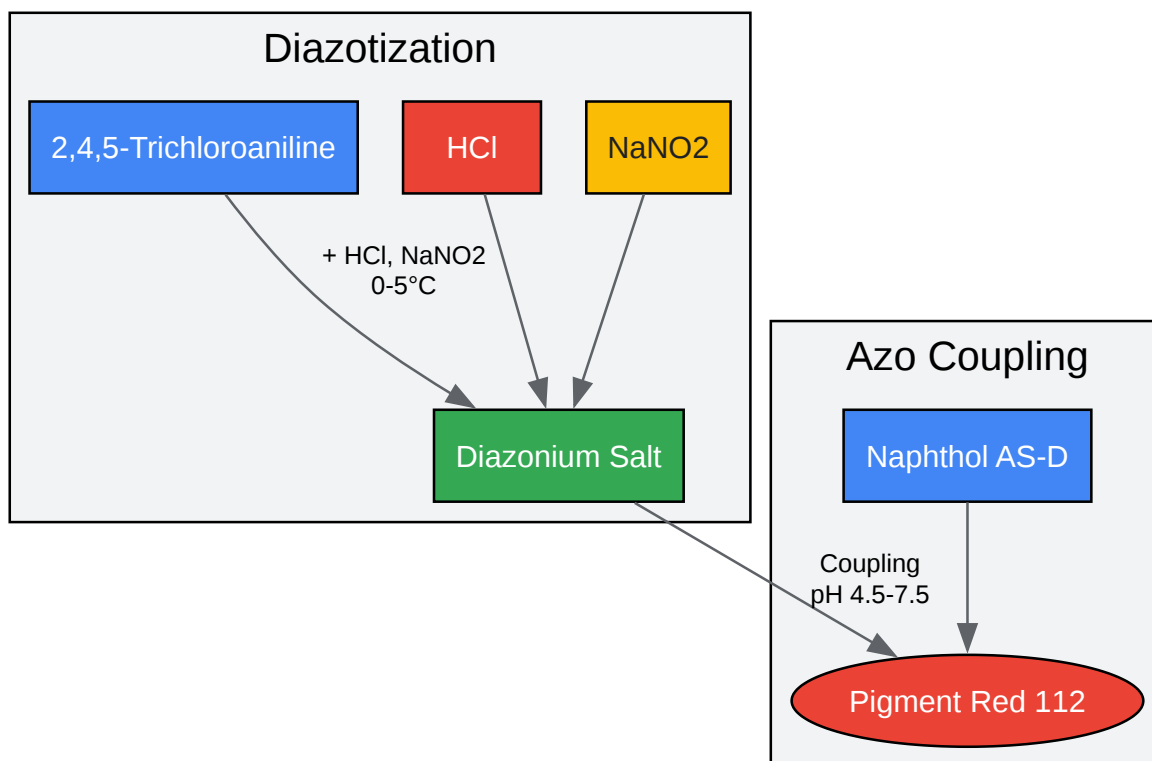 Diazotization
2,4,5-Trichloroaniline
HCl
NaNO2
+ HCl, NaNO2
0-5°C
Diazonium Salt
Azo Coupling
Naphthol AS-D
Coupling
pH 4.5-7.5
Pigment Red 112